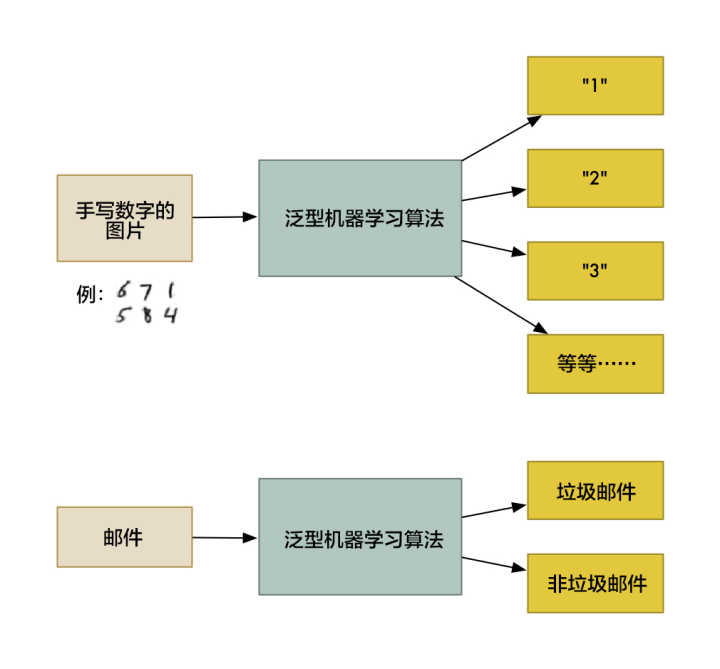 "1"
"2"
手写数字的
图片
泛型机器学习算法
"3"
例: 6 7 1
5 8 4
等等……
垃圾邮件
邮件
泛型机器学习算法
非垃圾邮件